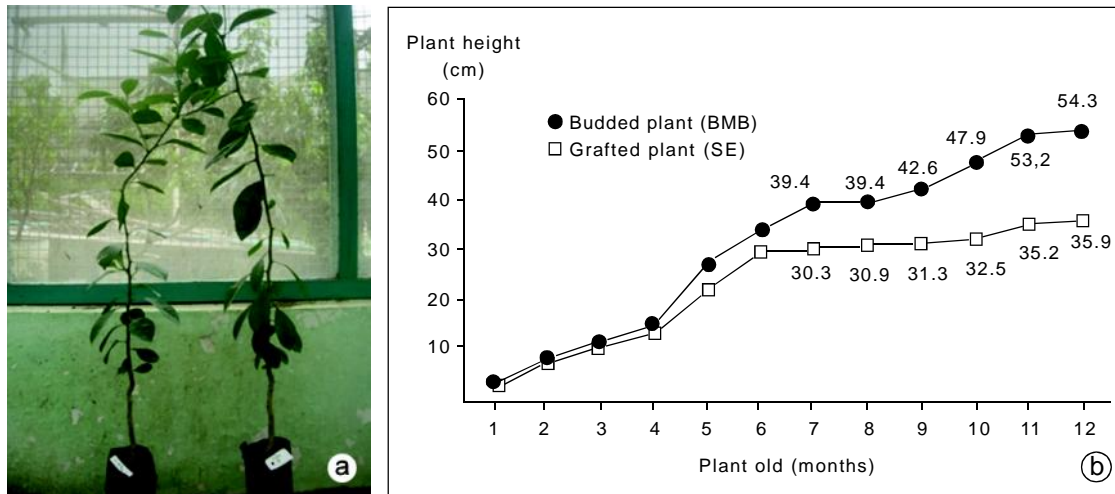 a
Plant height
(cm)
60
50
40
30
20
10
Budded plant (BMB)
Grafted plant (SE)
39.4
39.4
42.6
47.9
53,2
54.3
30.3
30.9
31.3
32.5
35.2
35.9
1 2 3 4 5 6 7 8 9 10 11 12
Plant old (months)
b